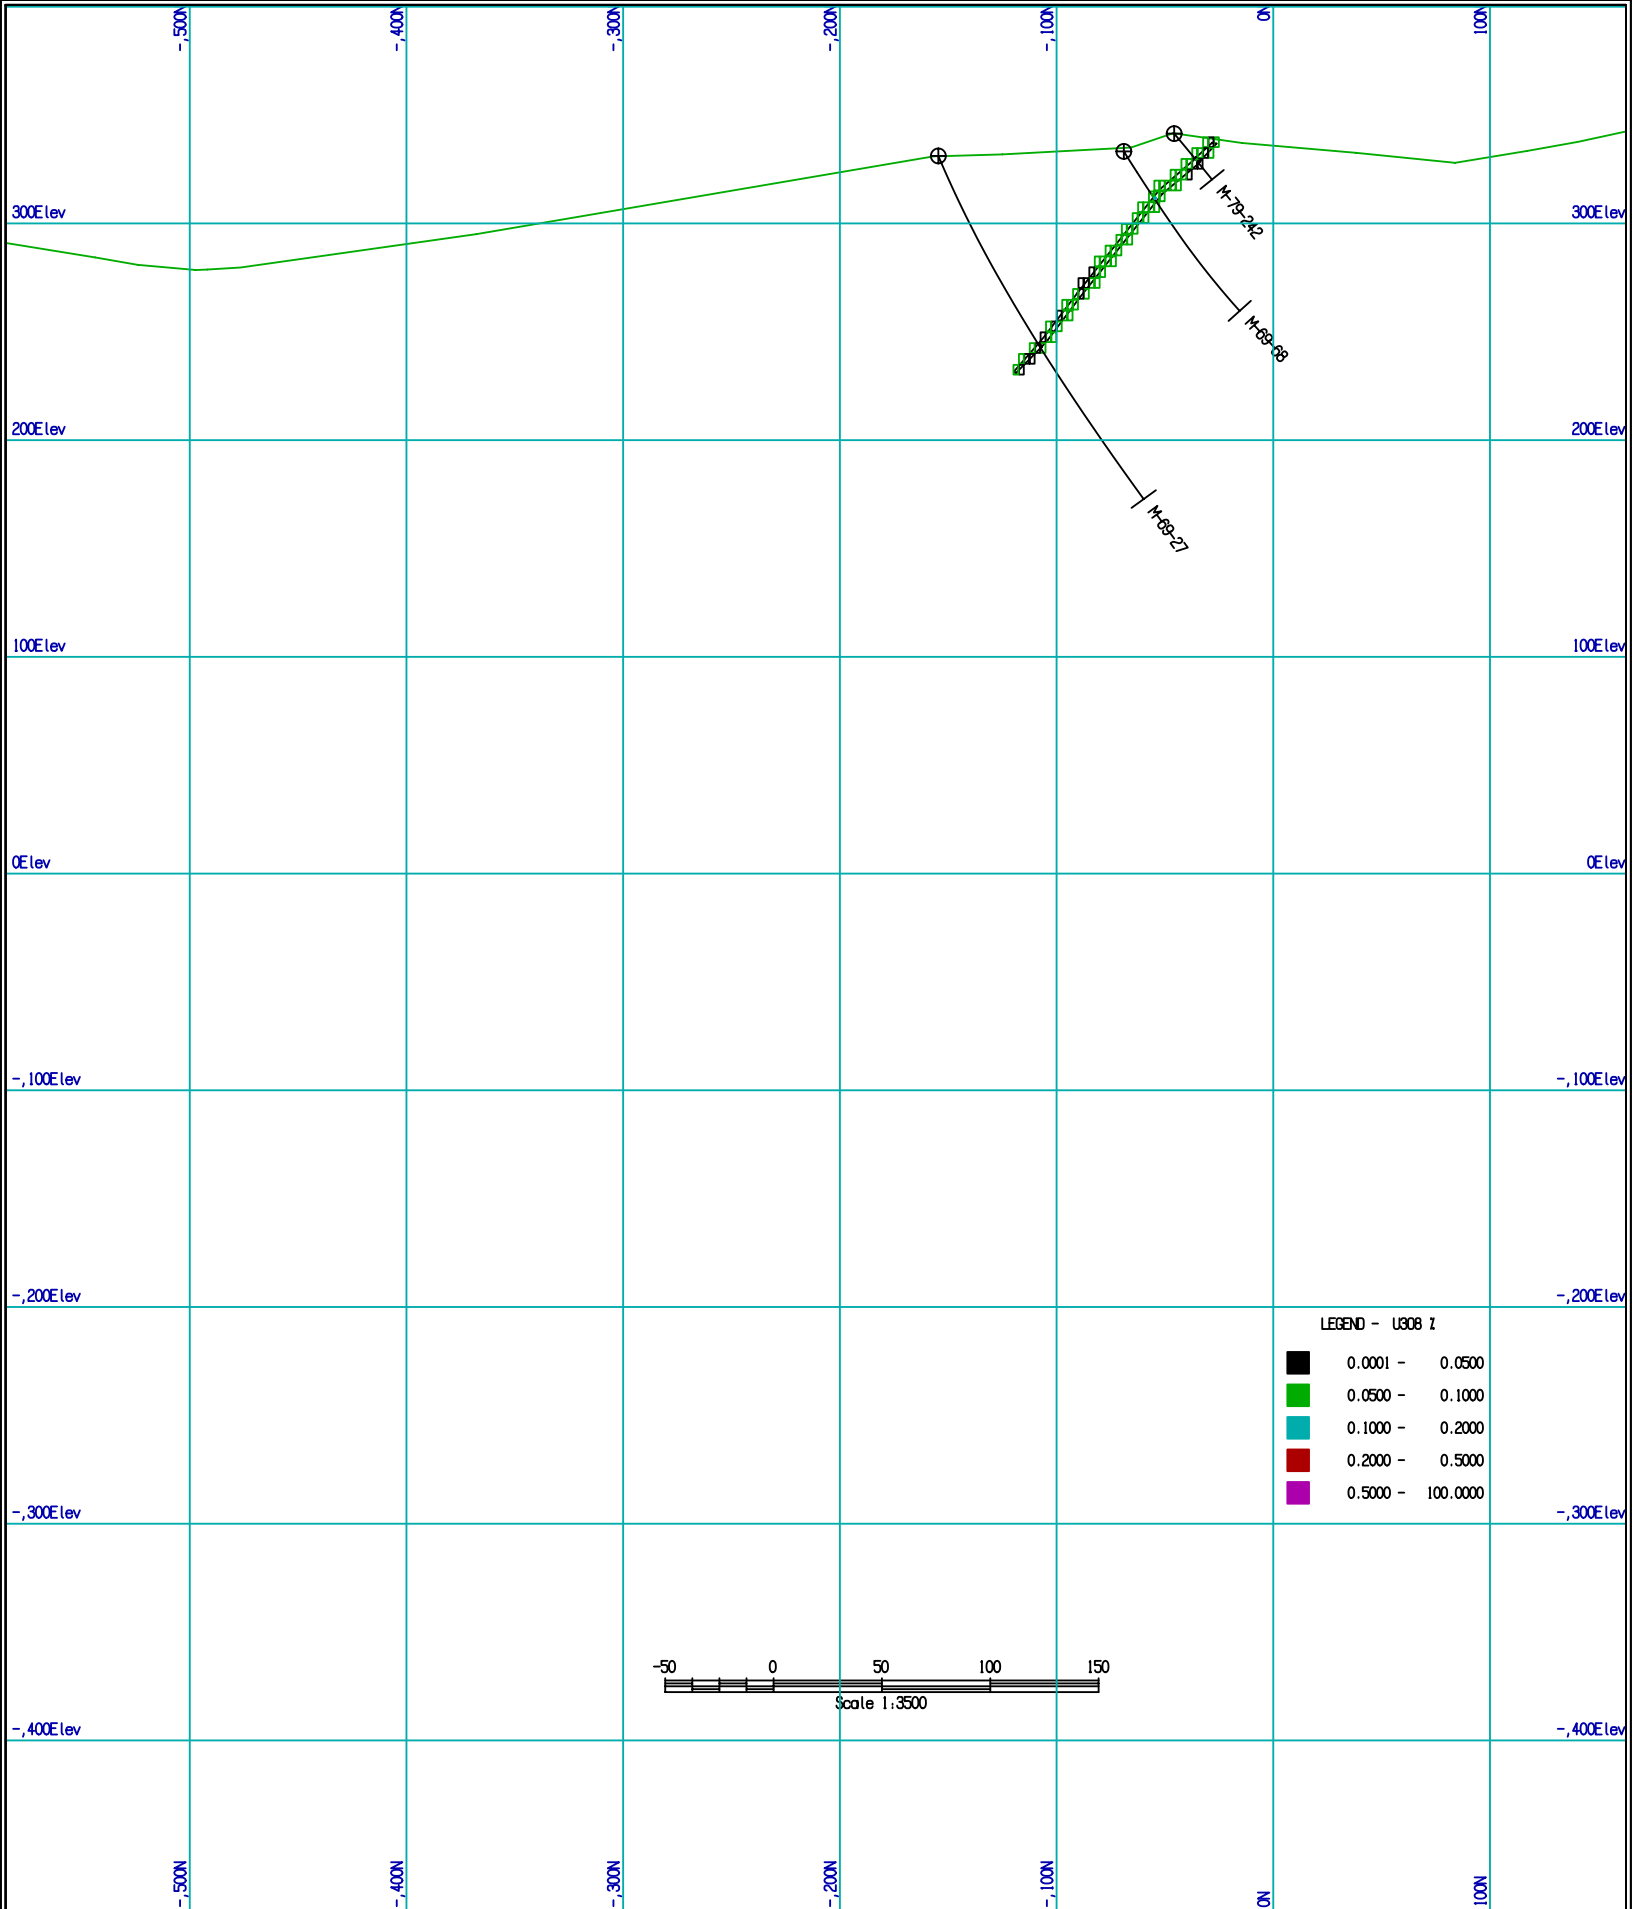 -,500N
-,400N
-,300N
-,200N
-,100N
0N
100N
300Elev
300Elev
M-79-242
M-69-68
200Elev
200Elev
M-69-27
100Elev
100Elev
0Elev
0Elev
-,100Elev
-,100Elev
-,200Elev
-,200Elev
LEGEND - U3O8 %
0.0001 - 0.0500
0.0500 - 0.1000
0.1000 - 0.2000
0.2000 - 0.5000
0.5000 - 100.0000
-,300Elev
-,300Elev
-50 0 50 100 150
Scale 1:3500
-,400Elev
-,400Elev
-,500N
-,400N
-,300N
-,200N
-,100N
0N
100N